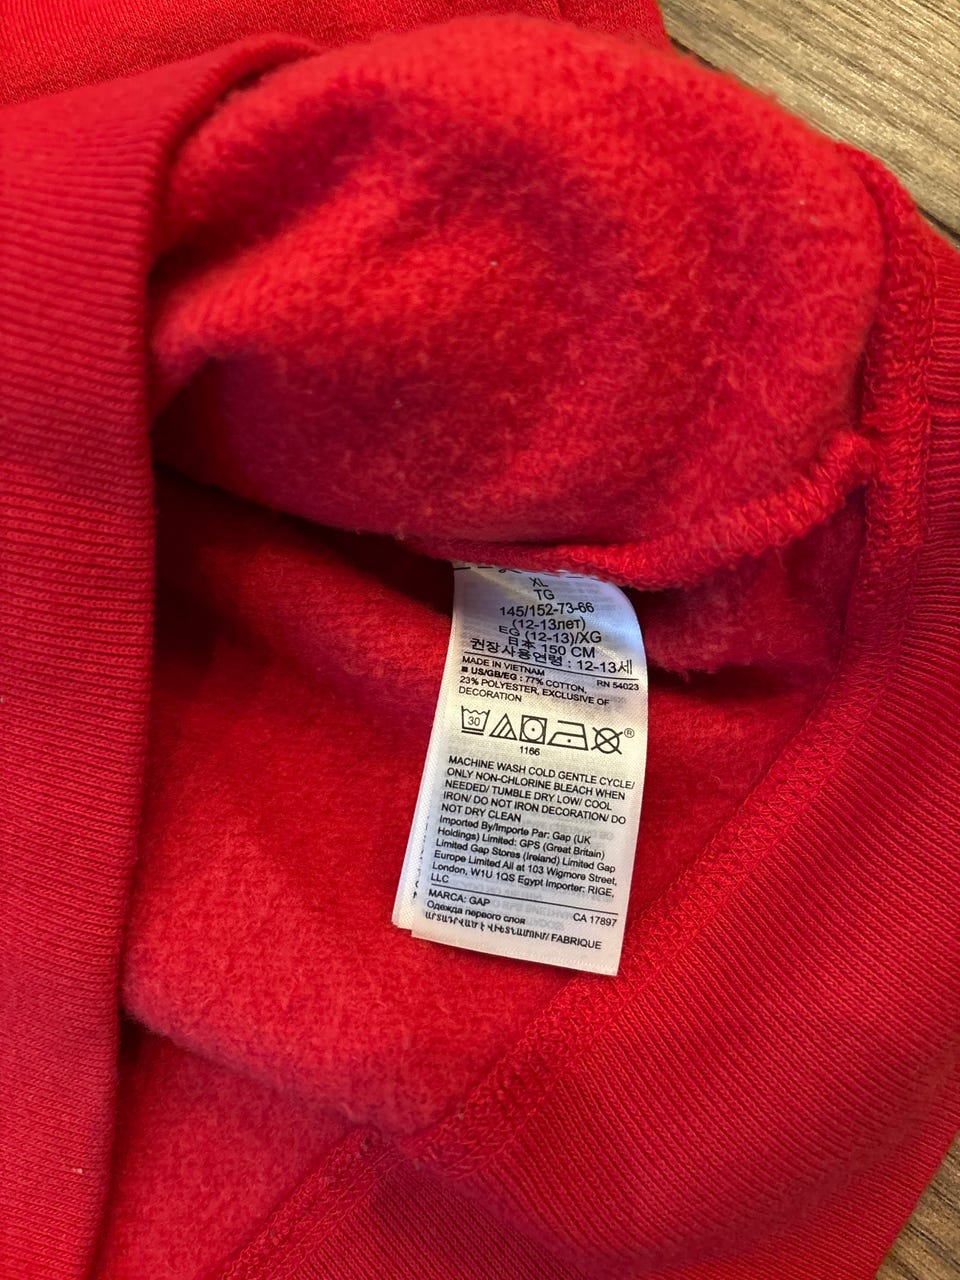 XL
TG
145/152-73-66
(12-13лет)
EG (12-13)/XG
日本 150 CM
권장사용연령 : 12-13세
MADE IN VIETNAM
RN 54023
■ US/GB/EG : 77% COTTON,
23% POLYESTER, EXCLUSIVE OF
DECORATION
30
®
1166
MACHINE WASH COLD GENTLE CYCLE/
ONLY NON-CHLORINE BLEACH WHEN
NEEDED/ TUMBLE DRY LOW/ COOL
IRON/ DO NOT IRON DECORATION/ DO
NOT DRY CLEAN
Imported By/Importe Par: Gap (UK
Holdings) Limited: GPS (Great Britain)
Limited Gap Stores (Ireland) Limited Gap
Europe Limited All at 103 Wigmore Street,
London, W1U 1QS Egypt Importer: RIGE,
LLC
MARCA: GAP
CA 17897
Одежда первого слоя
ԱՐՏԱԴՎԱԾ Է ՎԻԵՏՆԱՄՈՒՄ/ FABRIQUE